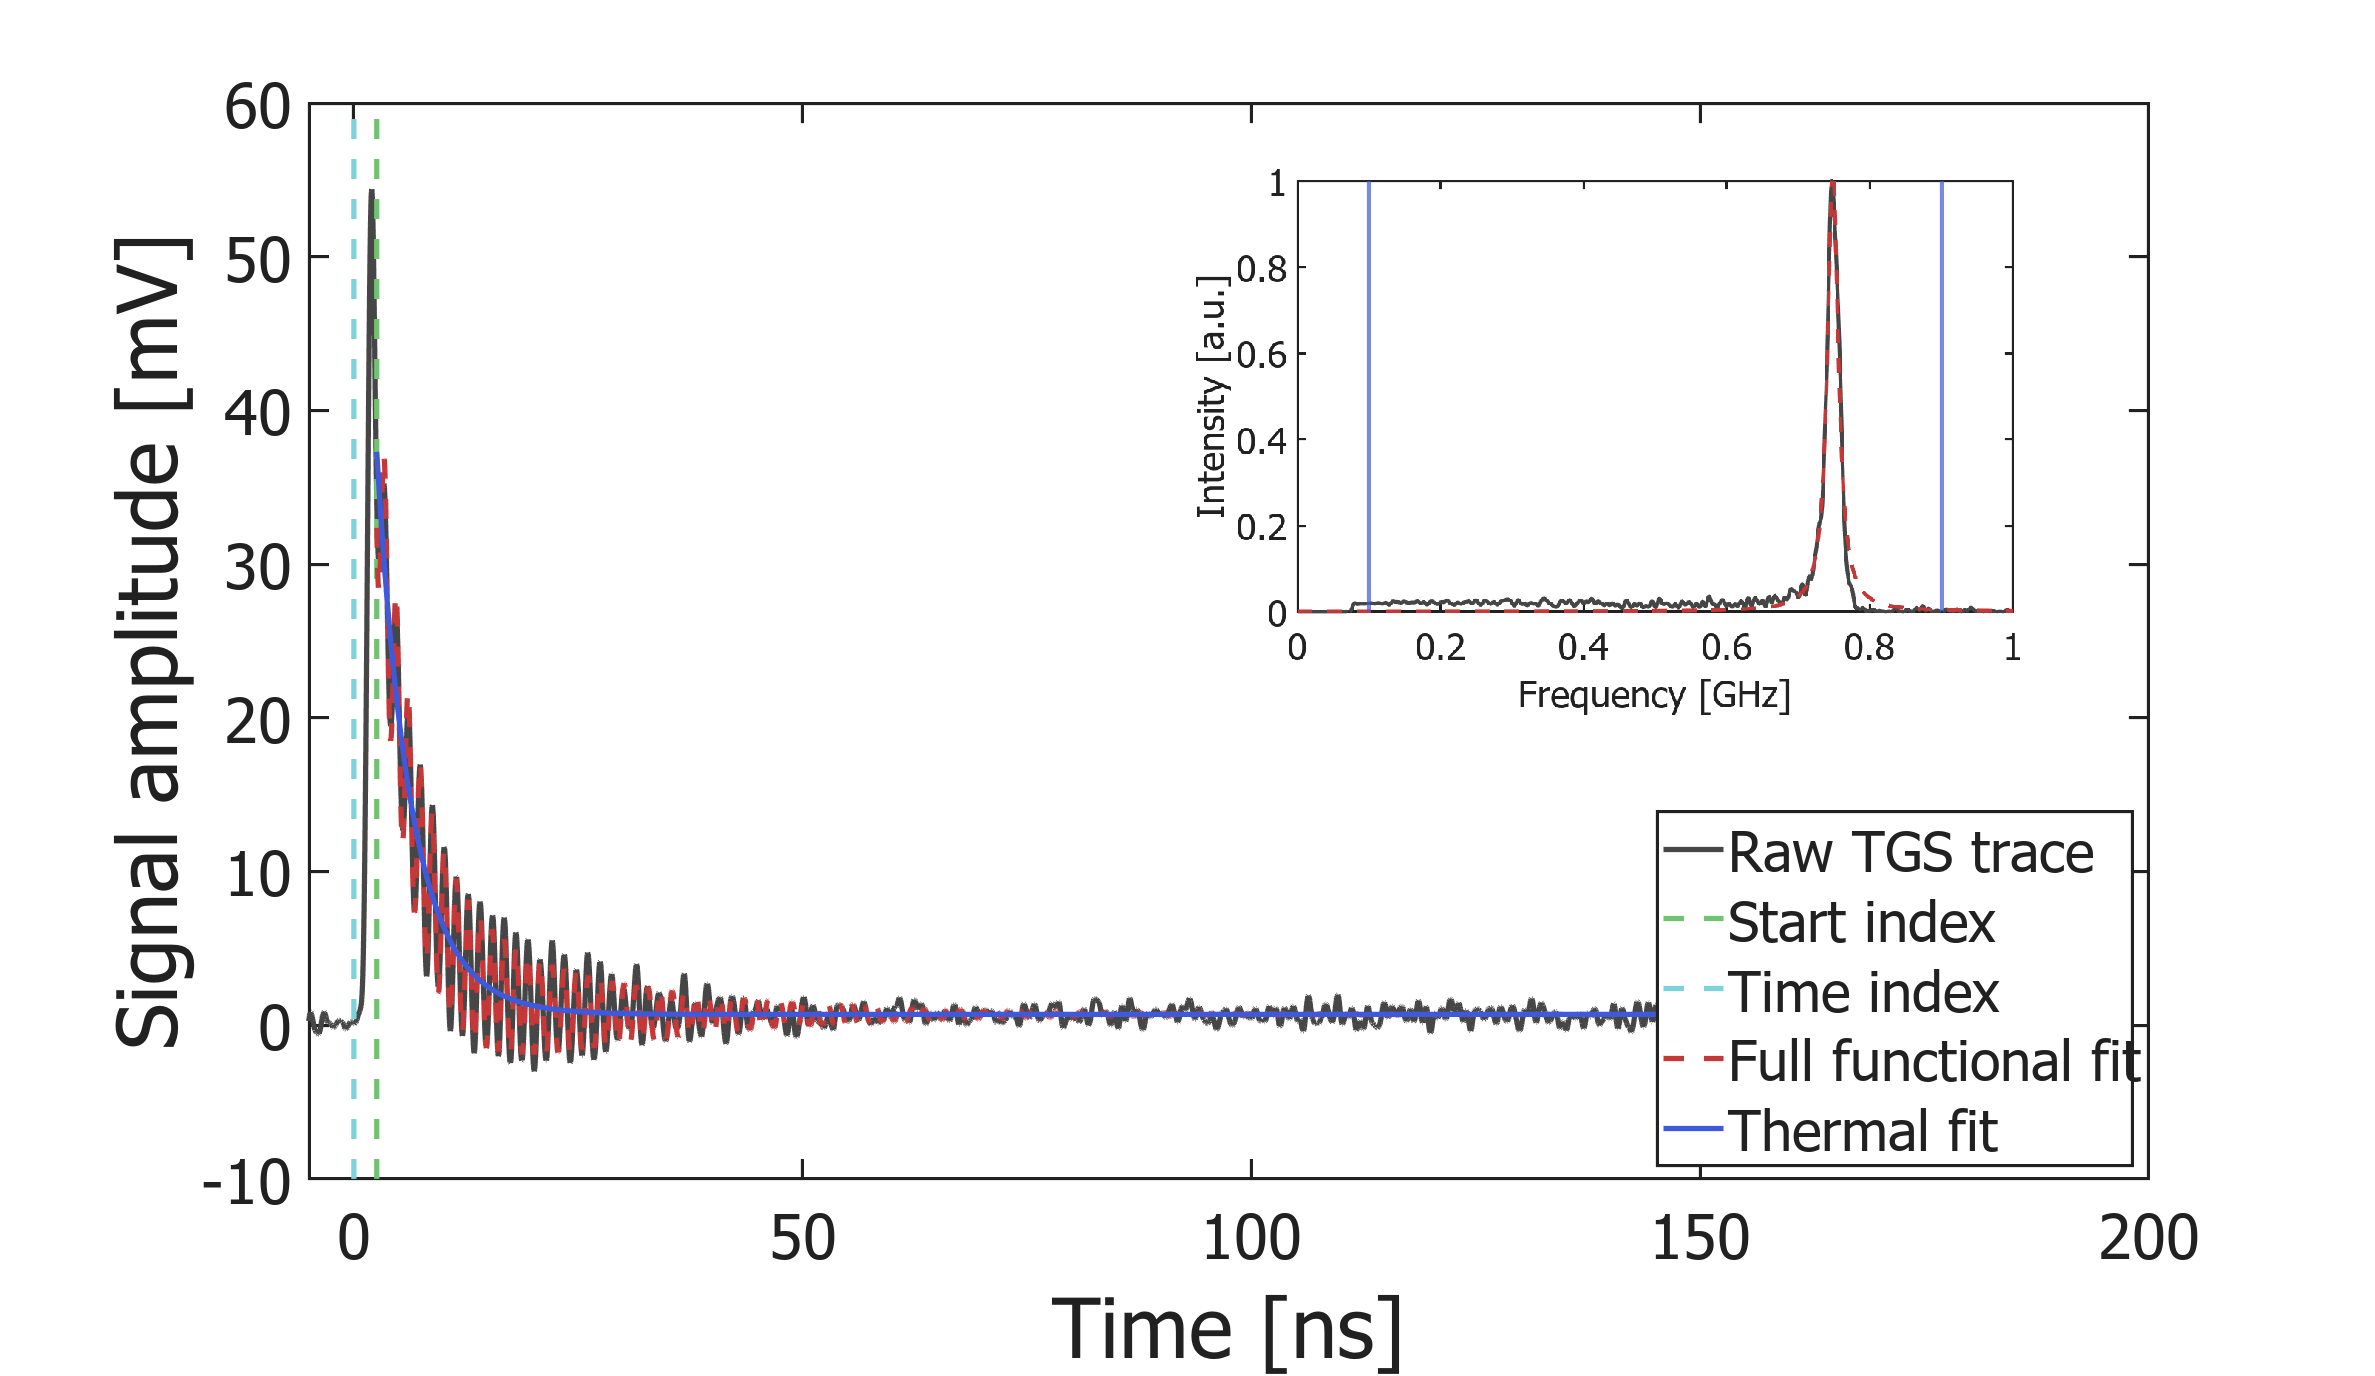 60
50
40
30
20
10
0
-10
Signal amplitude [mV]
0
50
100
150
200
Time [ns]
1
0.8
0.6
0.4
0.2
0
Intensity [a.u.]
0
0.2
0.4
0.6
0.8
1
Frequency [GHz]
Raw TGS trace
Start index
Time index
Full functional fit
Thermal fit